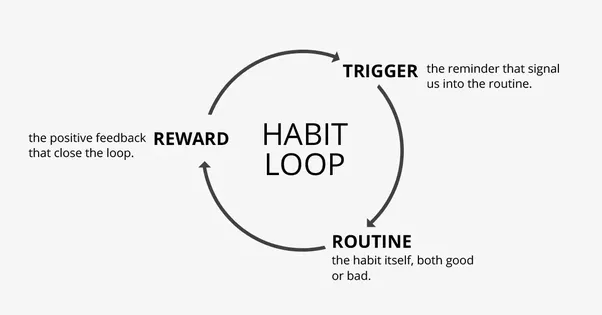 HABIT
LOOP
TRIGGER
the reminder that signal
us into the routine.
ROUTINE
the habit itself, both good
or bad.
REWARD
the positive feedback
that close the loop.